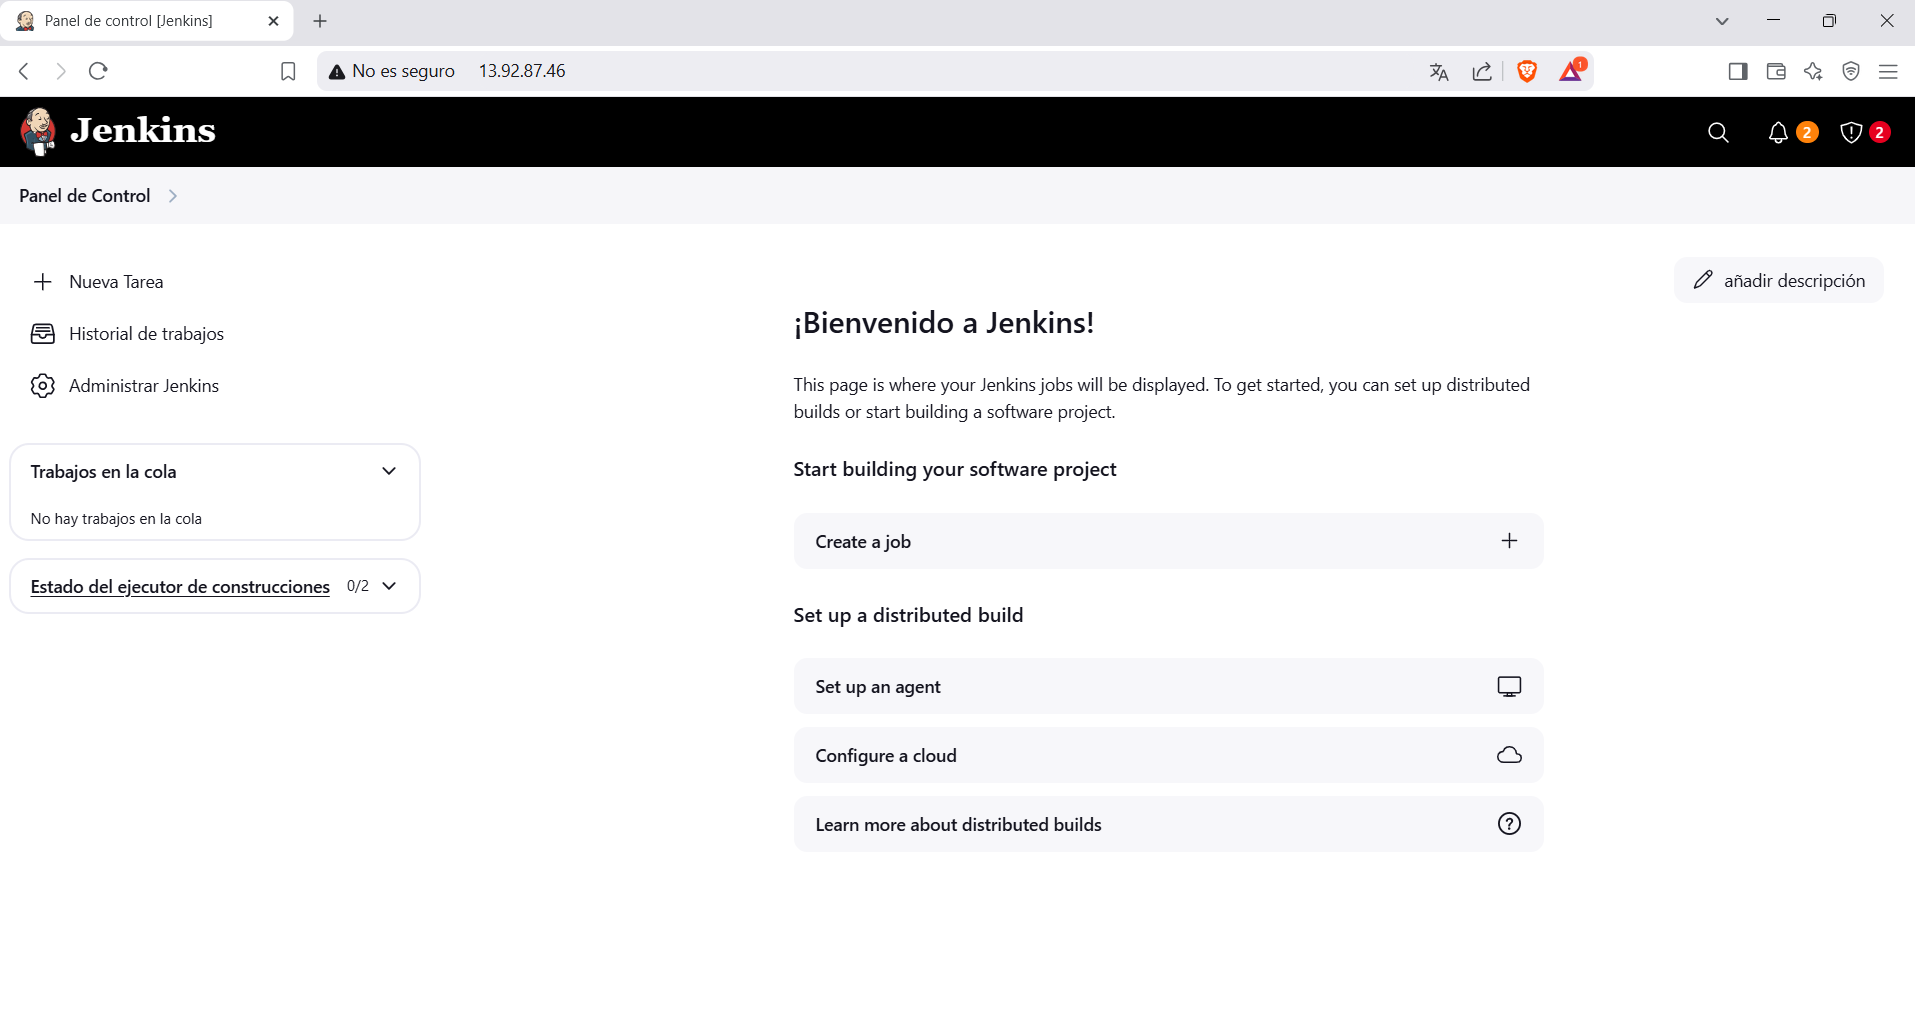 Panel de control [Jenkins]
No es seguro 13.92.87.46
1
Jenkins
2
2
Panel de Control
Nueva Tarea
Historial de trabajos
Administrar Jenkins
Trabajos en la cola
No hay trabajos en la cola
Estado del ejecutor de construcciones 0/2
añadir descripción
¡Bienvenido a Jenkins!
This page is where your Jenkins jobs will be displayed. To get started, you can set up distributed
builds or start building a software project.
Start building your software project
Create a job
Set up a distributed build
Set up an agent
Configure a cloud
Learn more about distributed builds